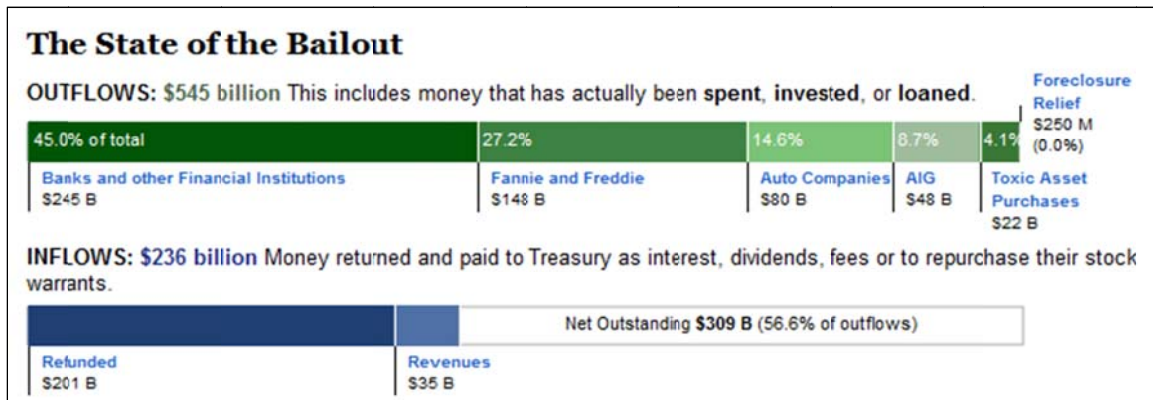 The State of the Bailout
OUTFLOWS: $545 billion This includes money that has actually been spent, invested, or loaned.
Foreclosure
Relief
$250 M
(0.0%)
45.0% of total
27.2%
14.6%
8.7%
4.1%
Banks and other Financial Institutions
$245 B
Fannie and Freddie
$148 B
Auto Companies
$80 B
AIG
$48 B
Toxic Asset
Purchases
$22 B
INFLOWS: $236 billion Money returned and paid to Treasury as interest, dividends, fees or to repurchase their stock
warrants.
Net Outstanding $309 B (56.6% of outflows)
Refunded
$201 B
Revenues
$35 B